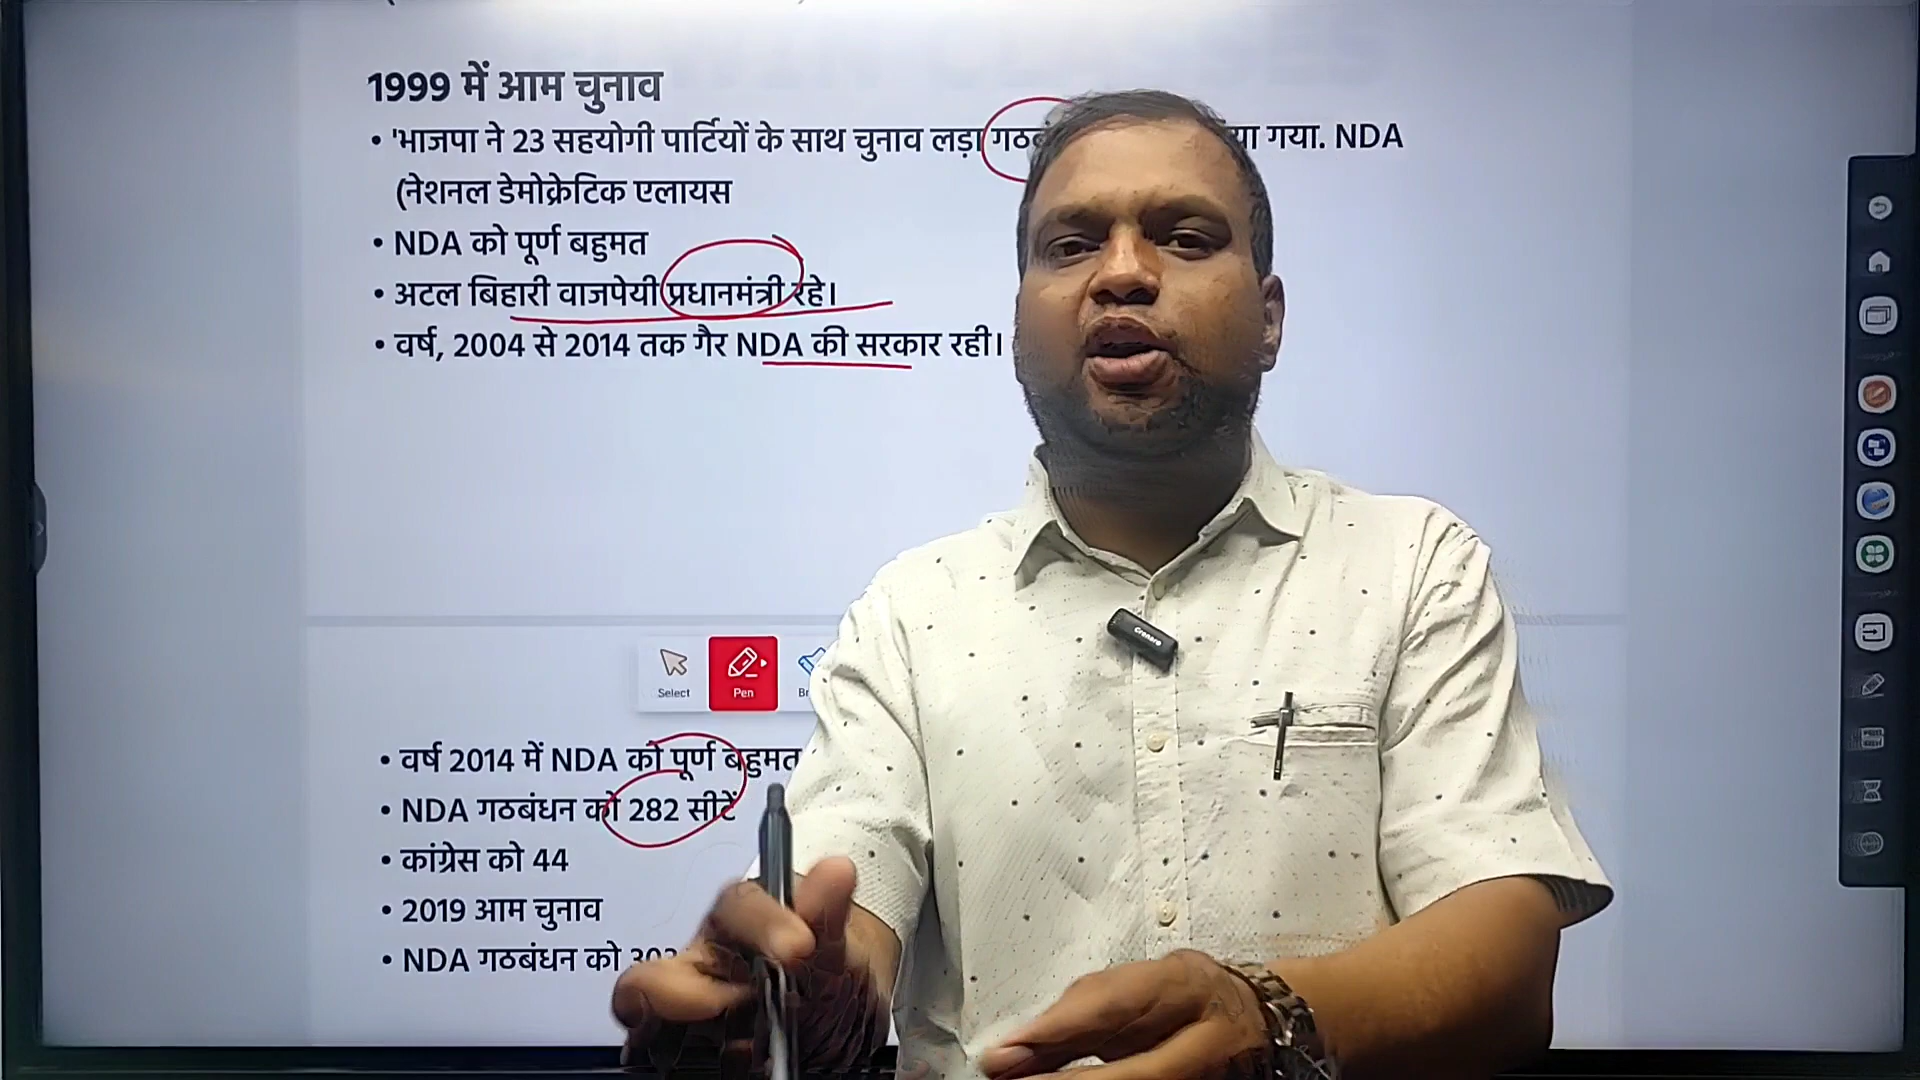 1999 में आम चुनाव
• 'भाजपा ने 23 सहयोगी पार्टियों के साथ चुनाव लड़ा गया. NDA
(नेशनल डेमोक्रेटिक एलायस
• NDA को पूर्ण बहुमत
• अटल बिहारी वाजपेयी प्रधानमंत्री रहे।
• वर्ष, 2004 से 2014 तक गैर NDA की सरकार रही।
Select
Pen
• वर्ष 2014 में NDA को पूर्ण बहुमत
• NDA गठबंधन को 282 सीटें
• कांग्रेस को 44
• 2019 आम चुनाव
• NDA गठबंधन को